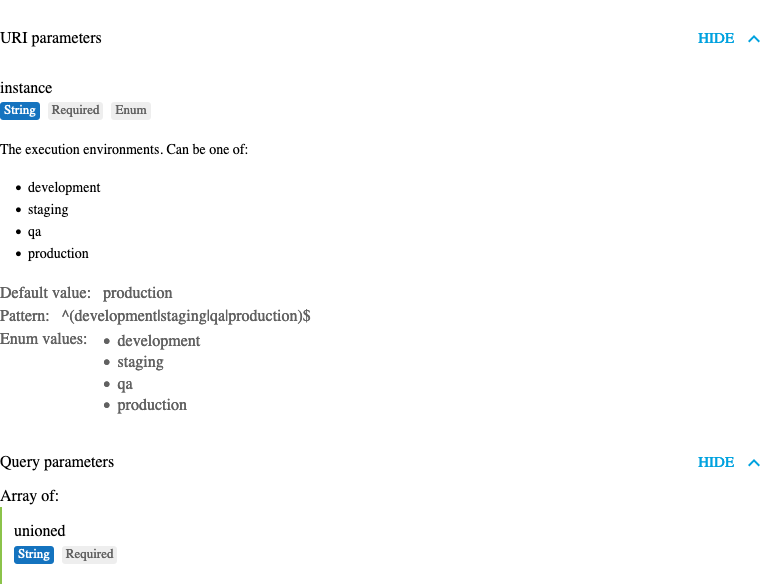 URI parameters HIDE
instance
String Required Enum
The execution environments. Can be one of:
• development
• staging
• qa
• production
Default value: production
Pattern: ^(development|staging|qa|production)$
Enum values: • development
• staging
• qa
• production
Query parameters HIDE
Array of:
unioned
String Required